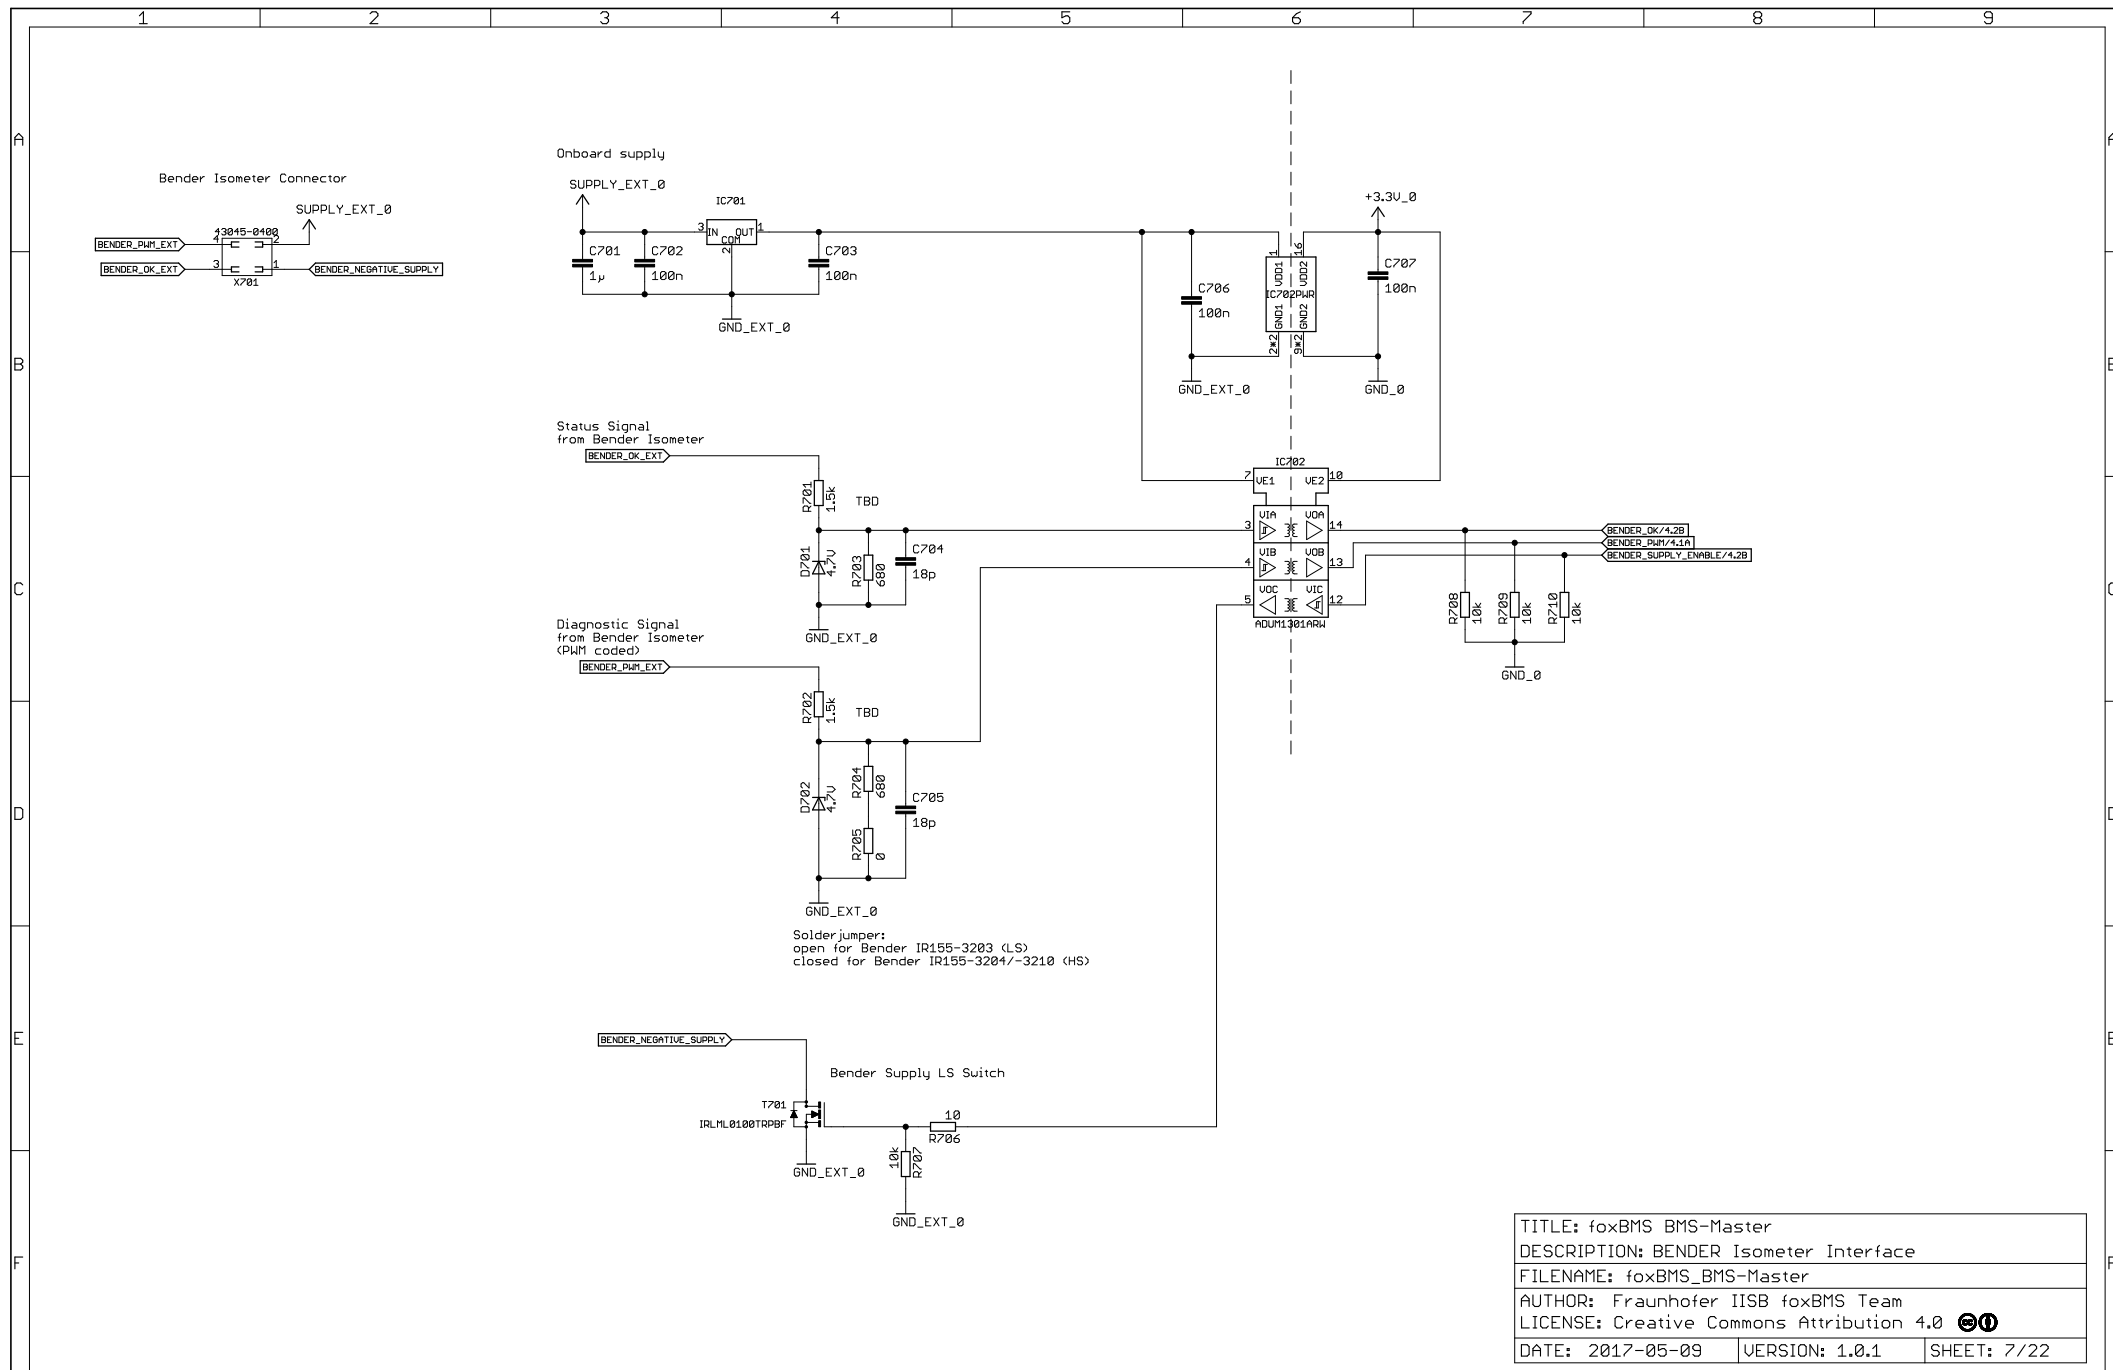 1 2 3 4 5 6 7 8 9
A
B
C
D
E
F
Bender Isometer Connector
SUPPLY_EXT_0
43045-0400
BENDER_PWM_EXT
4
2
BENDER_OK_EXT
3
1
BENDER_NEGATIVE_SUPPLY
X701
Onboard supply
SUPPLY_EXT_0
IC701
3
IN
OUT
1
COM
2
C701
1µ
C702
100n
C703
100n
GND_EXT_0
+3.3V_0
1
16
VDD1
VDD2
IC702PWR
GND1
GND2
2*2
9*2
C706
100n
C707
100n
GND_EXT_0
GND_0
Status Signal
from Bender Isometer
BENDER_OK_EXT
R701
1.5k
TBD
D701
4.7V
R703
680
C704
18p
GND_EXT_0
IC702
7
VE1
VE2
10
VIA
VOA
3
14
VIB
VOB
4
13
VOC
VIC
5
12
ADUM1301ARW
BENDER_OK/4.2B
BENDER_PWM/4.1A
BENDER_SUPPLY_ENABLE/4.2B
R708
10k
R709
10k
R710
10k
GND_0
Diagnostic Signal
from Bender Isometer
(PWM coded)
BENDER_PWM_EXT
R702
1.5k
TBD
D702
4.7V
R704
680
R705
0
C705
18p
GND_EXT_0
Solderjumper:
open for Bender IR155-3203 (LS)
closed for Bender IR155-3204/-3210 (HS)
BENDER_NEGATIVE_SUPPLY
Bender Supply LS Switch
T701
IRLML0100TRPBF
10
R706
10k
R707
GND_EXT_0
GND_EXT_0
TITLE: foxBMS BMS-Master
DESCRIPTION: BENDER Isometer Interface
FILENAME: foxBMS_BMS-Master
AUTHOR: Fraunhofer IISB foxBMS Team
LICENSE: Creative Commons Attribution 4.0
DATE: 2017-05-09
VERSION: 1.0.1
SHEET: 7/22